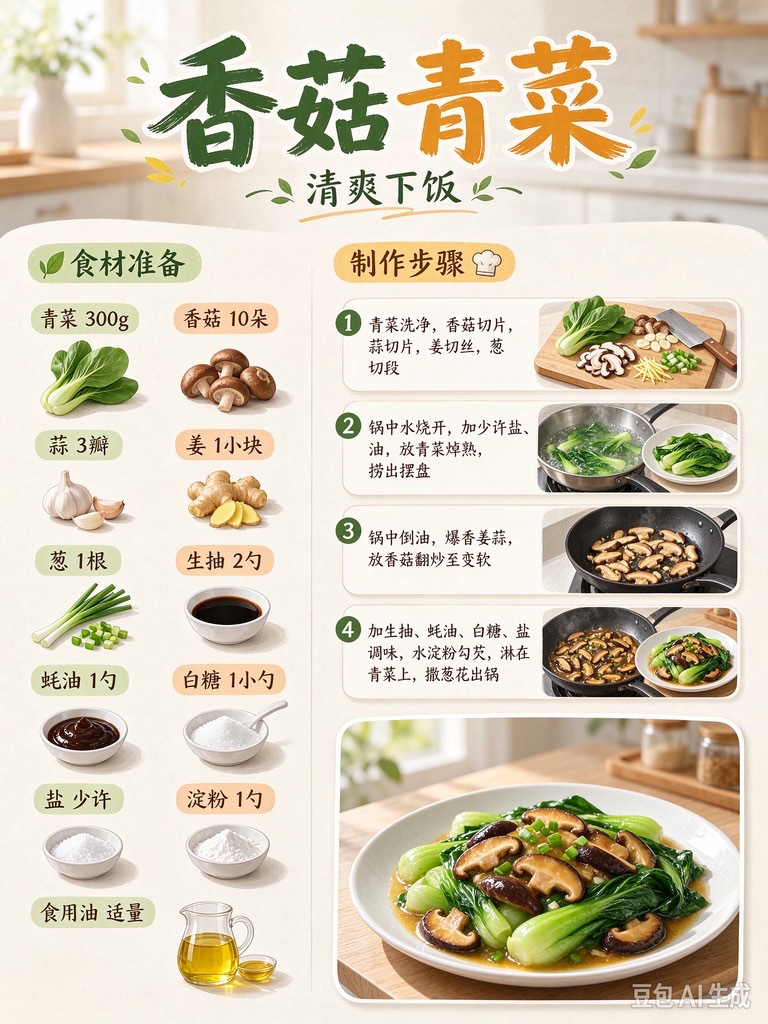 香菇青菜
清爽下饭
食材准备
青菜 300g
香菇 10朵
蒜 3瓣
姜 1小块
葱 1根
生抽 2勺
蚝油 1勺
白糖 1小勺
盐 少许
淀粉 1勺
食用油 适量
制作步骤
1
青菜洗净，香菇切片，
蒜切片，姜切丝，葱
切段
2
锅中水烧开，加少许盐、
油，放青菜焯熟，
捞出摆盘
3
锅中倒油，爆香姜蒜，
放香菇翻炒至变软
4
加生抽、蚝油、白糖、盐
调味，水淀粉勾芡，淋在
青菜上，撒葱花出锅
豆包AI生成